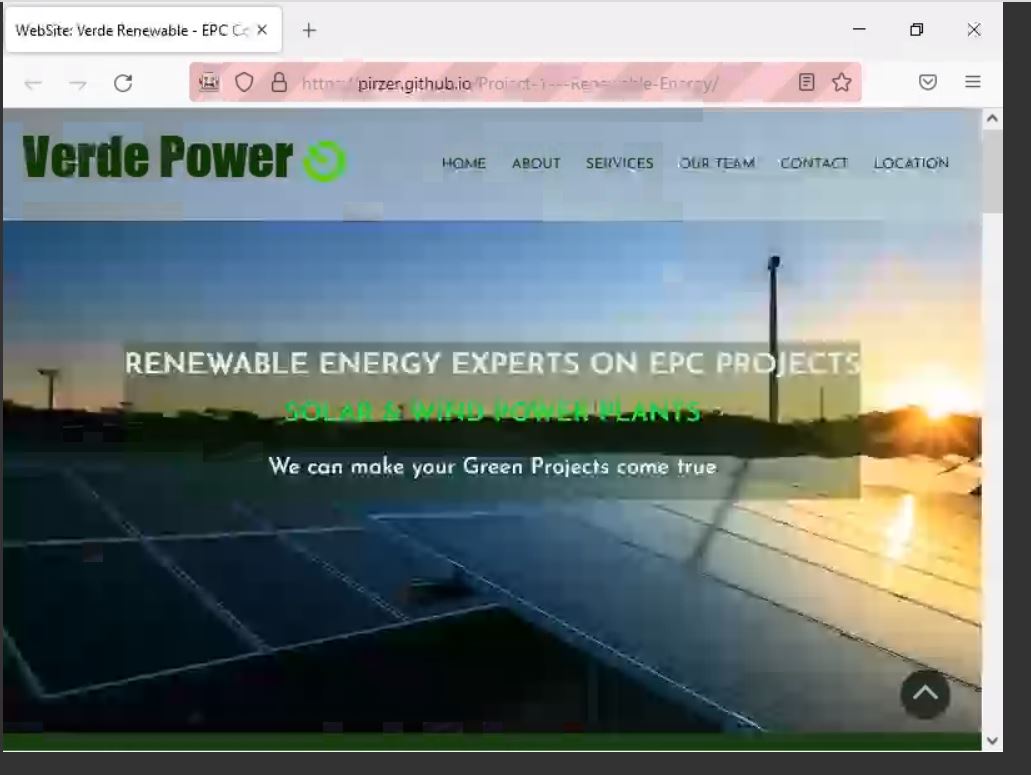 WebSite: Verde Renewable - EPC Co
https://pirzer.github.io/Project-1---Renewable-Energy/
Verde Power
HOME ABOUT SERVICES OUR TEAM CONTACT LOCATION
RENEWABLE ENERGY EXPERTS ON EPC PROJECTS
SOLAR & WIND POWER PLANTS
We can make your Green Projects come true